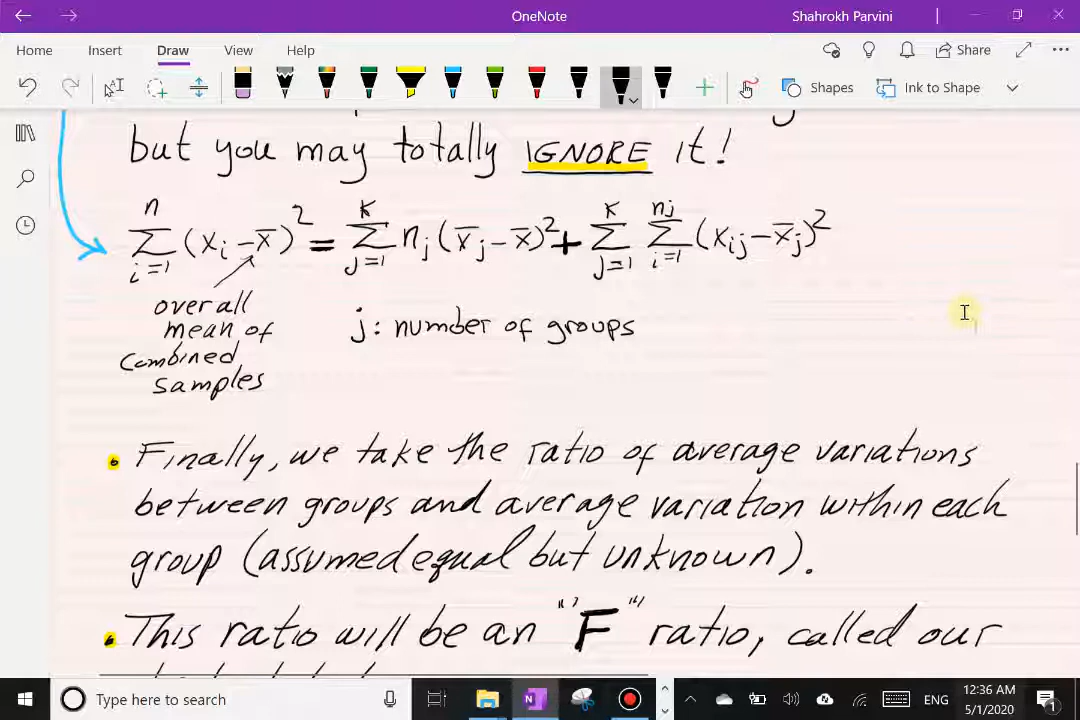 OneNote
Shahrokh Parvini
Home Insert Draw View Help
Share
Shapes
Ink to Shape
but you may totally IGNORE it!
n K K nj
∑ (xi - x̄)² = ∑ nj (x̄j - x̄)² + ∑ ∑ (xij - x̄j)²
i=1 j=1 j=1 i=1
overall
mean of
combined
samples
j: number of groups
Finally, we take the ratio of average variations
between groups and average variation within each
group (assumed equal but unknown).
This ratio will be an "F" ratio, called our
Type here to search
ENG
12:36 AM
5/1/2020
1